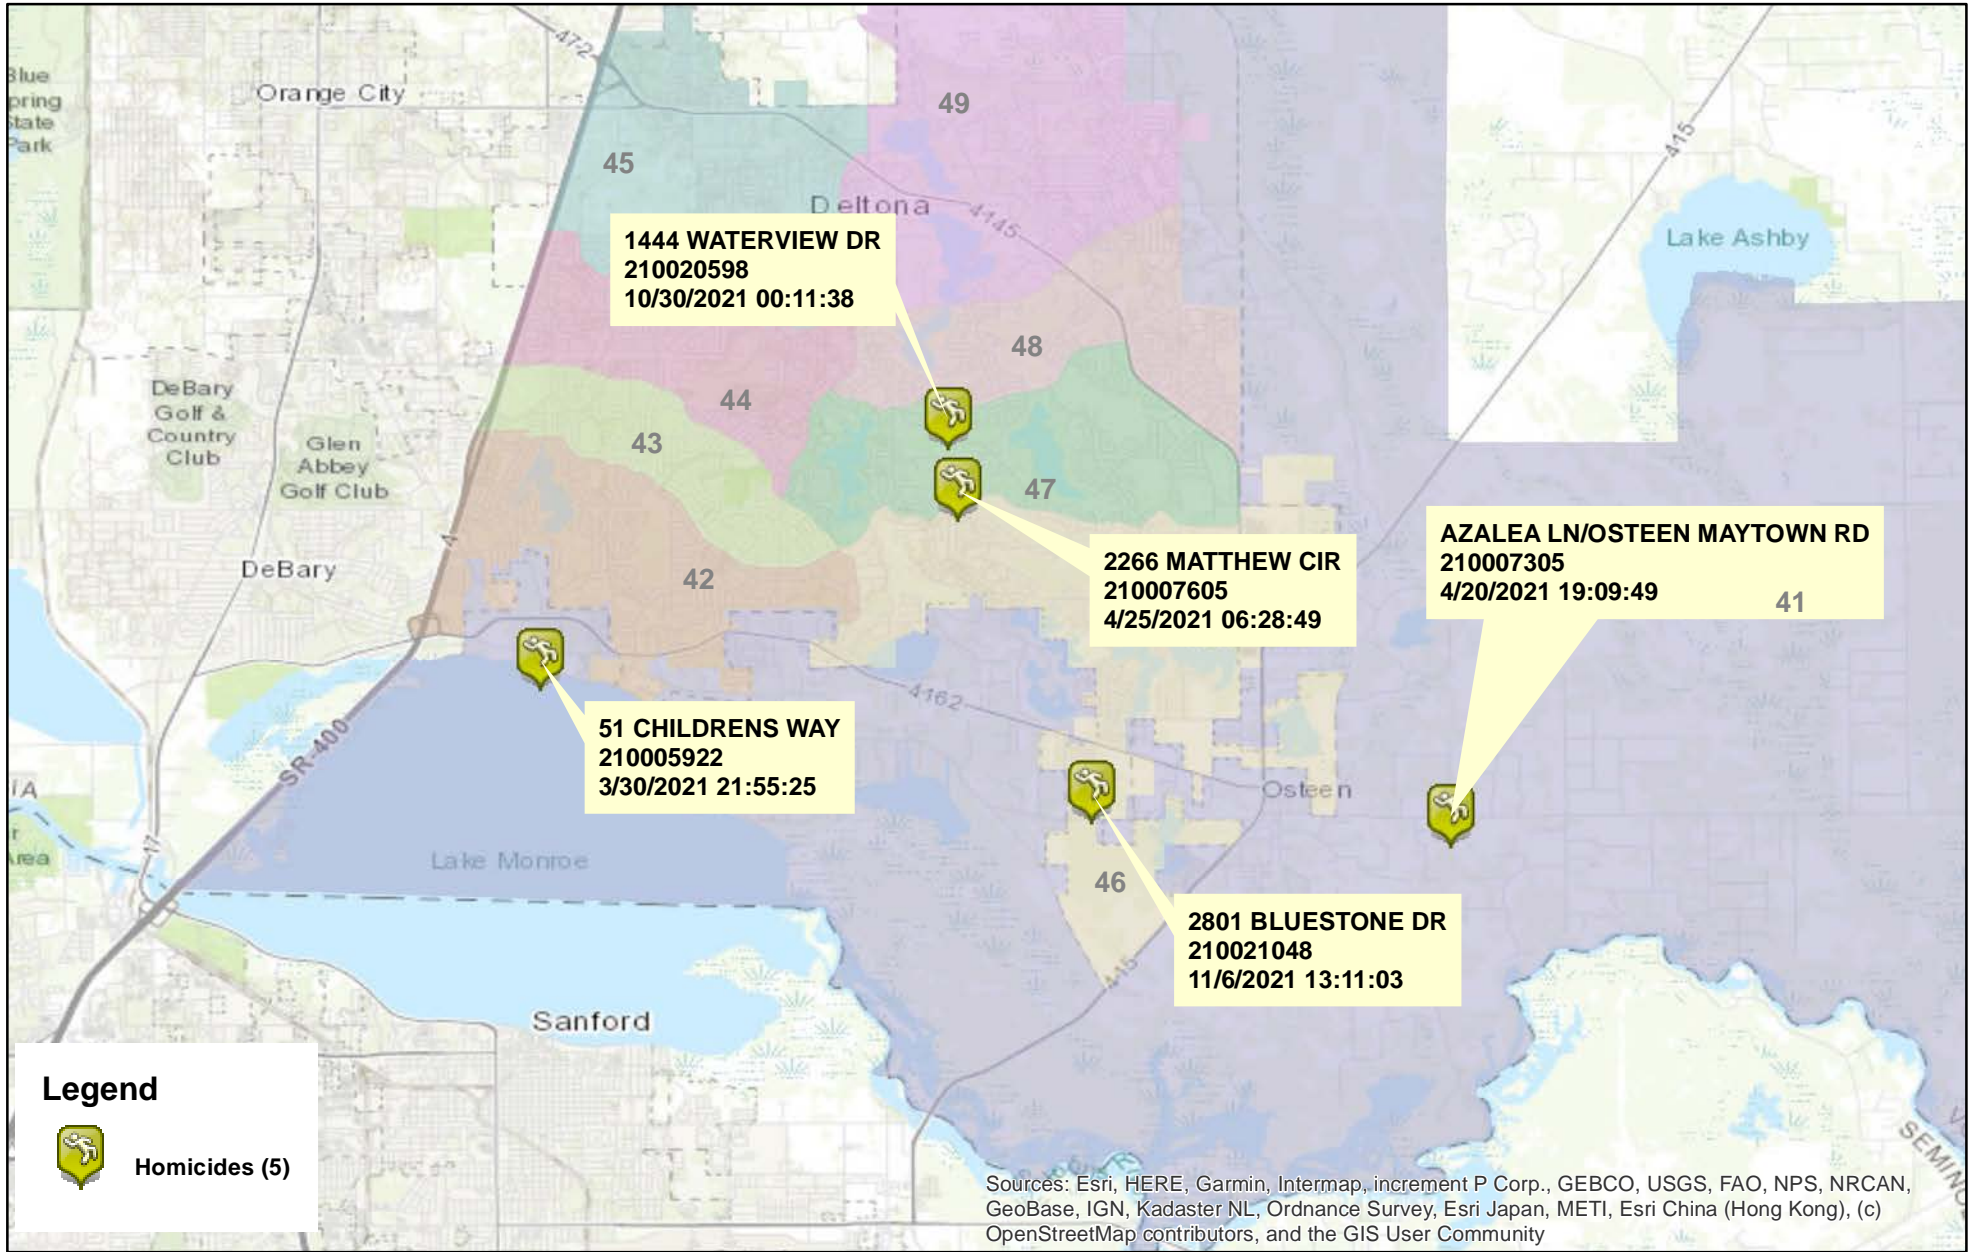 Blue
Spring
State
Park
Orange City
472
49
415
45
Deltona
4145
Lake Ashby
1444 WATERVIEW DR
210020598
10/30/2021 00:11:38
48
DeBary
Golf &
Country
Club
44
43
Glen
Abbey
Golf Club
47
AZALEA LN/OSTEEN MAYTOWN RD
210007305
4/20/2021 19:09:49
41
4
2266 MATTHEW CIR
210007605
4/25/2021 06:28:49
DeBary
42
4162
51 CHILDRENS WAY
210005922
3/30/2021 21:55:25
SR-400
IA
Osteen
17
Area
Lake Monroe
46
2801 BLUESTONE DR
210021048
11/6/2021 13:11:03
415
Sanford
SEMINO
Legend
Homicides (5)
Sources: Esri, HERE, Garmin, Intermap, increment P Corp., GEBCO, USGS, FAO, NPS, NRCAN,
GeoBase, IGN, Kadaster NL, Ordnance Survey, Esri Japan, METI, Esri China (Hong Kong), (c)
OpenStreetMap contributors, and the GIS User Community